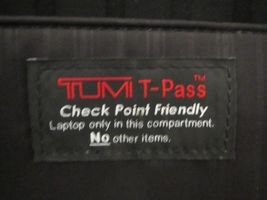 TUMI T-Pass™
Check Point Friendly
Laptop only in this compartment.
No other items.